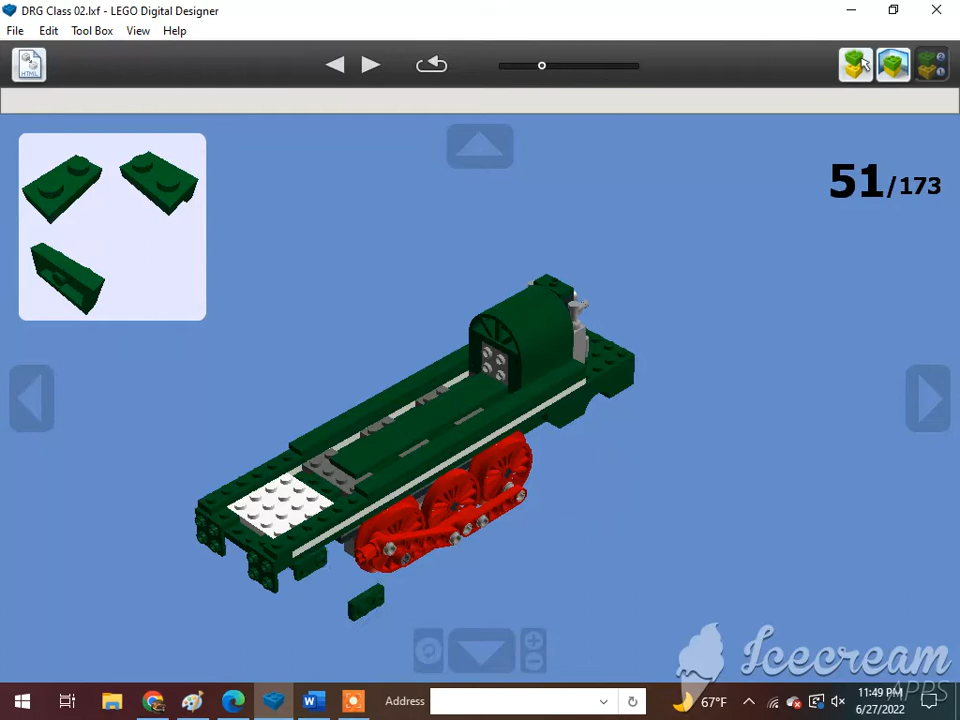 DRG Class 02.lxf - LEGO Digital Designer
File Edit Tool Box View Help
HTML
51/173
Icecream
APPS
Address
67°F
11:49 PM
6/27/2022